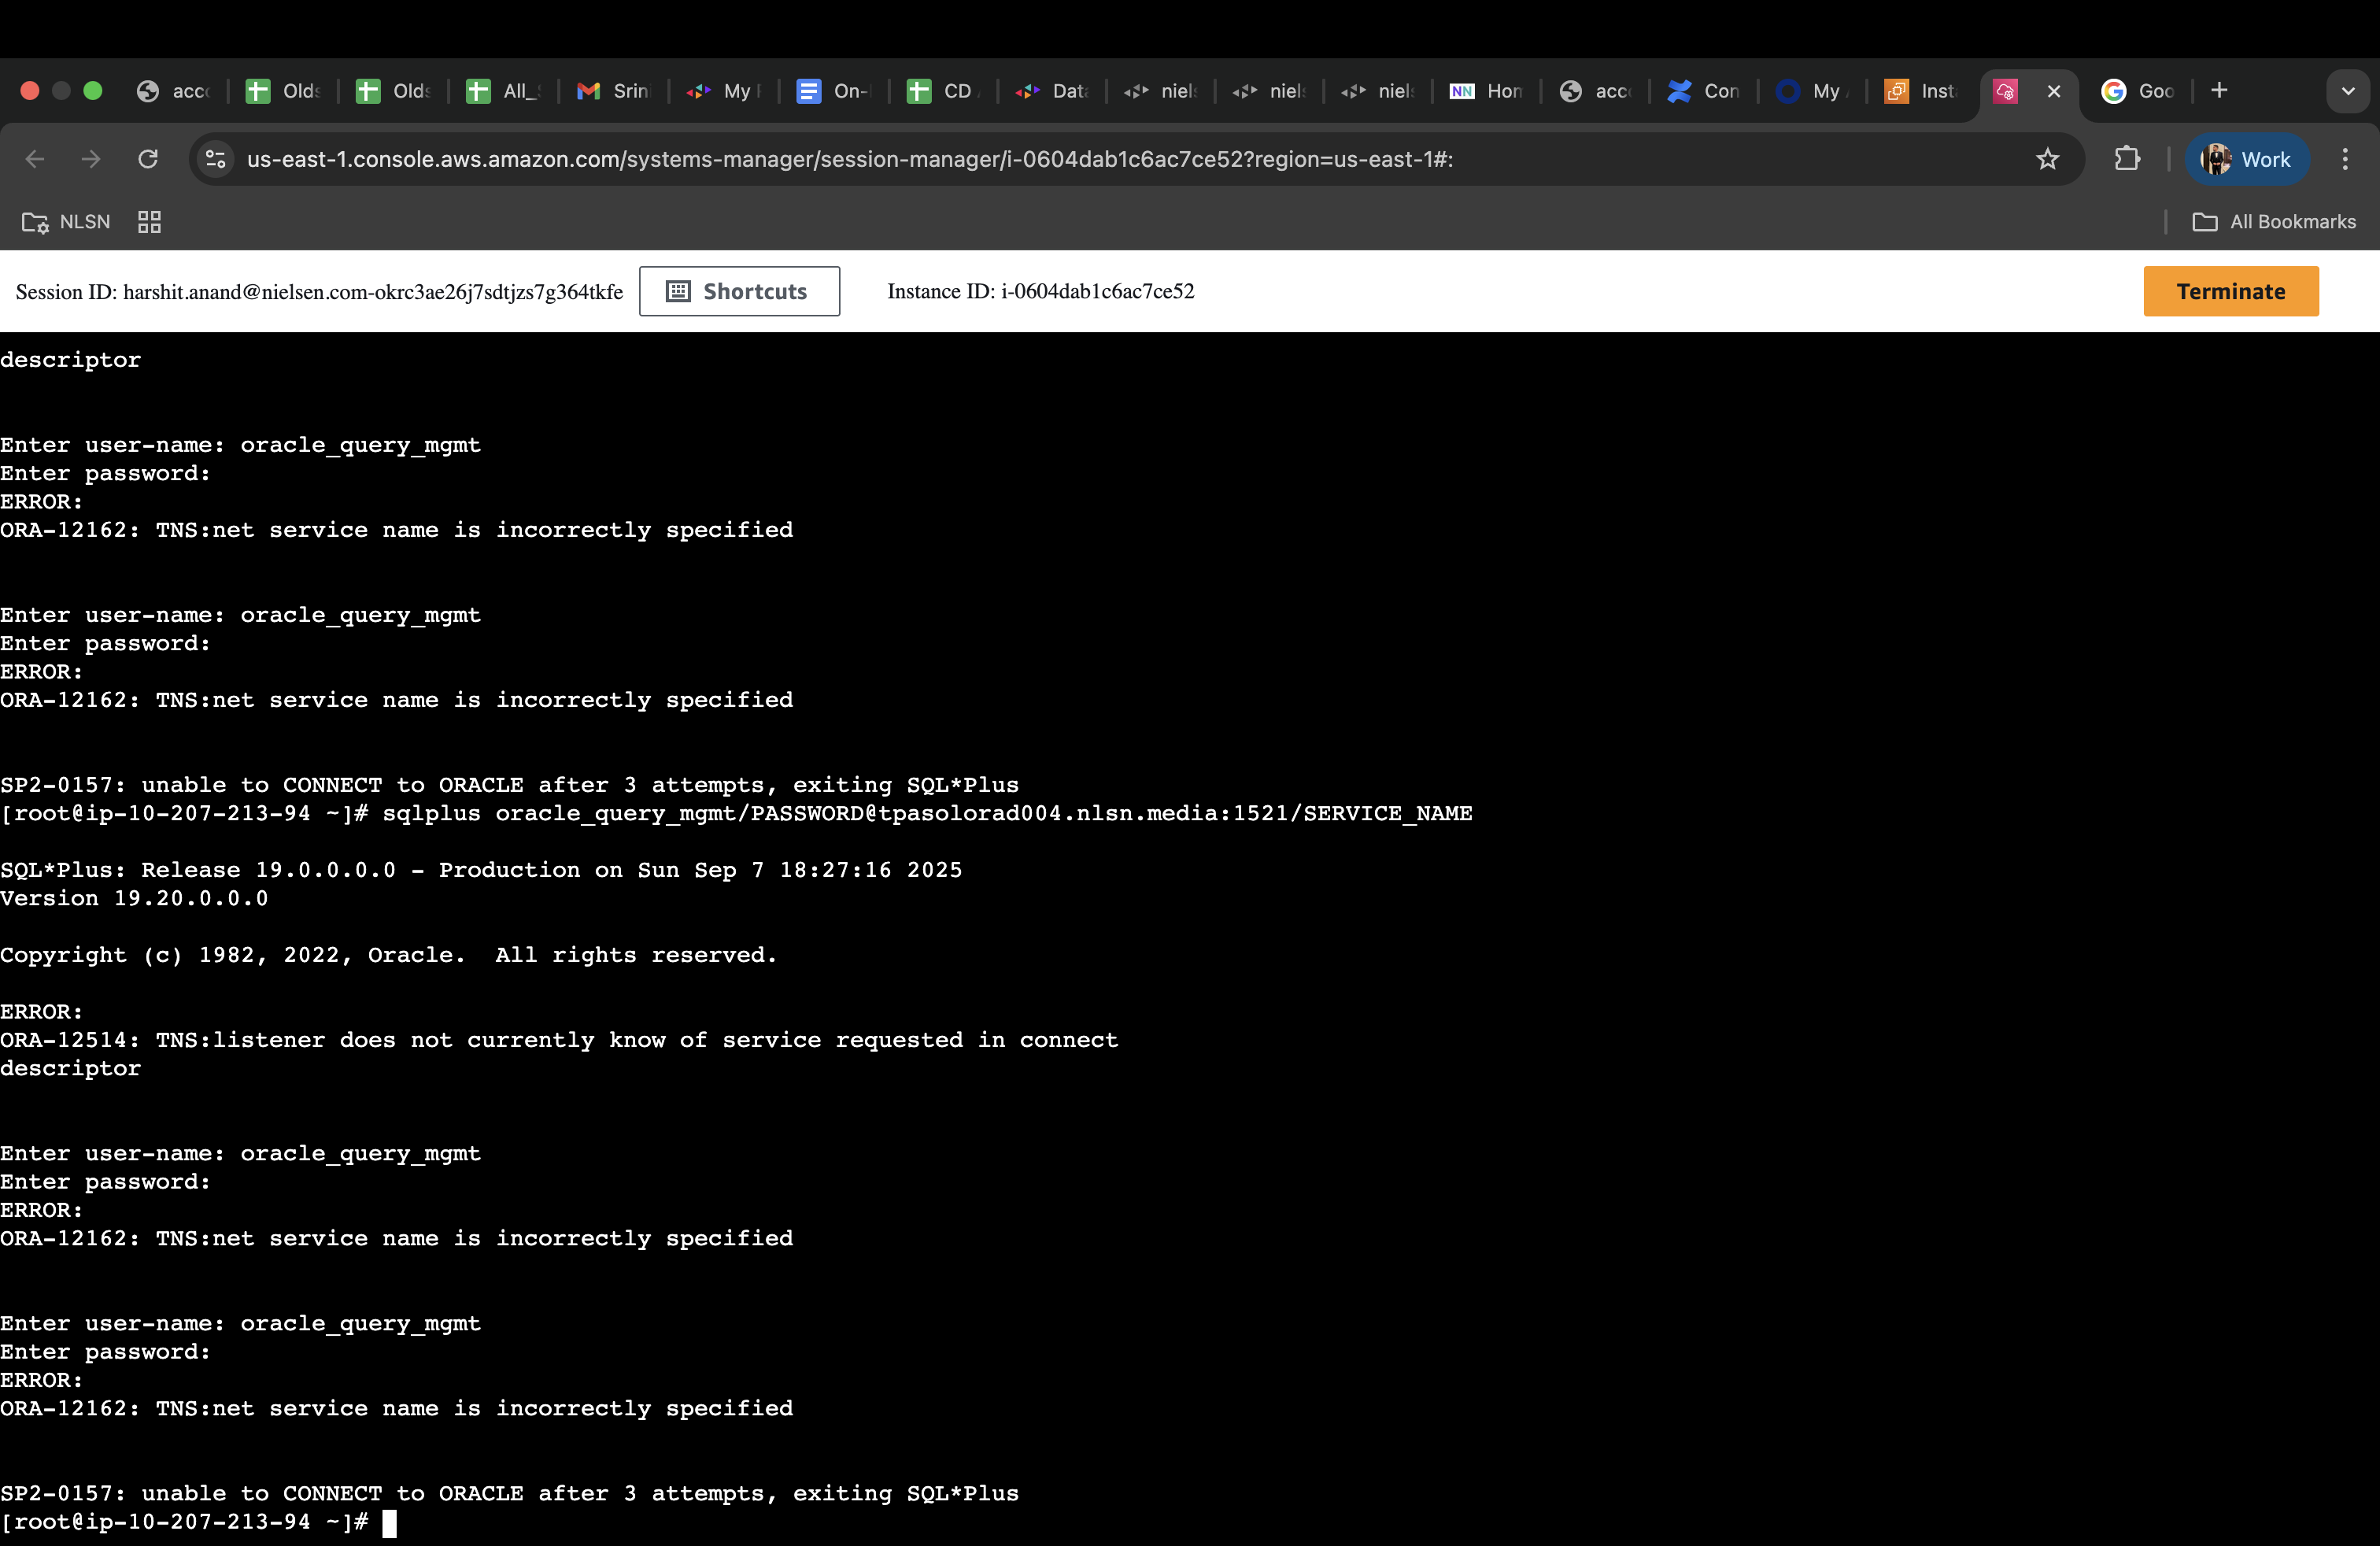 acc
Olds
Olds
All_S
Srin
My
On-
CD
Data
niels
niels
niels
NN
Hom
acc
Con
My
Inst
Goo
us-east-1.console.aws.amazon.com/systems-manager/session-manager/i-0604dab1c6ac7ce52?region=us-east-1#:
Work
NLSN
All Bookmarks
Session ID: harshit.anand@nielsen.com-okrc3ae26j7sdtjzs7g364tkfe
Shortcuts
Instance ID: i-0604dab1c6ac7ce52
Terminate
descriptor
Enter user-name: oracle_query_mgmt
Enter password:
ERROR:
ORA-12162: TNS:net service name is incorrectly specified
Enter user-name: oracle_query_mgmt
Enter password:
ERROR:
ORA-12162: TNS:net service name is incorrectly specified
SP2-0157: unable to CONNECT to ORACLE after 3 attempts, exiting SQL*Plus
[root@ip-10-207-213-94 ~]# sqlplus oracle_query_mgmt/PASSWORD@tpasolorad004.nlsn.media:1521/SERVICE_NAME
SQL*Plus: Release 19.0.0.0.0 - Production on Sun Sep 7 18:27:16 2025
Version 19.20.0.0.0
Copyright (c) 1982, 2022, Oracle.  All rights reserved.
ERROR:
ORA-12514: TNS:listener does not currently know of service requested in connect
descriptor
Enter user-name: oracle_query_mgmt
Enter password:
ERROR:
ORA-12162: TNS:net service name is incorrectly specified
Enter user-name: oracle_query_mgmt
Enter password:
ERROR:
ORA-12162: TNS:net service name is incorrectly specified
SP2-0157: unable to CONNECT to ORACLE after 3 attempts, exiting SQL*Plus
[root@ip-10-207-213-94 ~]#